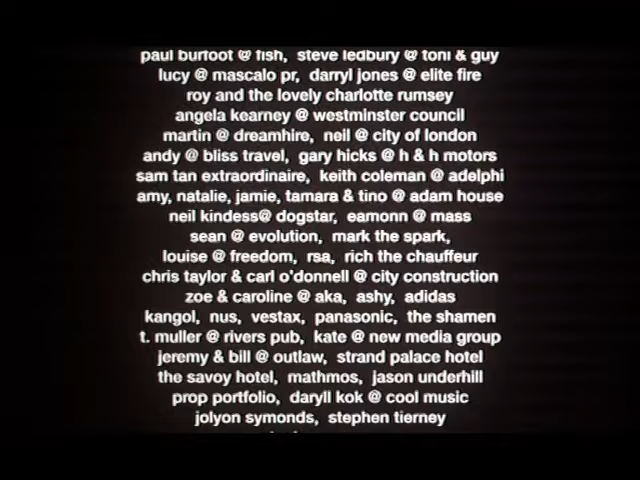 paul burfoot @ fish, steve ledbury @ toni & guy
lucy @ mascalo pr, darryl jones @ elite fire
roy and the lovely charlotte rumsey
angela kearney @ westminster council
martin @ dreamhire, neil @ city of london
andy @ bliss travel, gary hicks @ h & h motors
sam tan extraordinaire, keith coleman @ adelphi
amy, natalie, jamie, tamara & tino @ adam house
neil kindess@ dogstar, eamonn @ mass
sean @ evolution, mark the spark,
louise @ freedom, rsa, rich the chauffeur
chris taylor & carl o'donnell @ city construction
zoe & caroline @ aka, ashy, adidas
kangol, nus, vestax, panasonic, the shamen
t. muller @ rivers pub, kate @ new media group
jeremy & bill @ outlaw, strand palace hotel
the savoy hotel, mathmos, jason underhill
prop portfolio, daryll kok @ cool music
jolyon symonds, stephen tierney